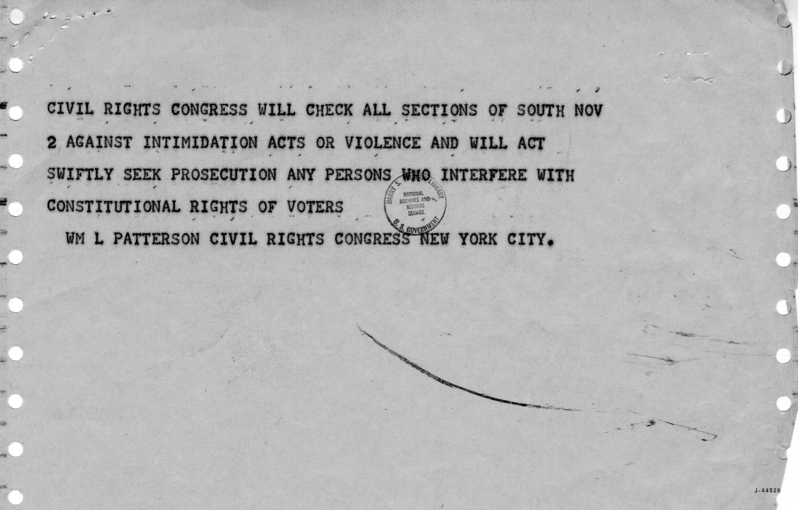 CIVIL RIGHTS CONGRESS WILL CHECK ALL SECTIONS OF SOUTH NOV
2 AGAINST INTIMIDATION ACTS OR VIOLENCE AND WILL ACT
SWIFTLY SEEK PROSECUTION ANY PERSONS WHO INTERFERE WITH
CONSTITUTIONAL RIGHTS OF VOTERS
WM L PATTERSON CIVIL RIGHTS CONGRESS NEW YORK CITY.
HARRY S. LIBRARY
NATIONAL
ARCHIVES AND
RECORDS
SERVICE
U. S. GOVERNMENT